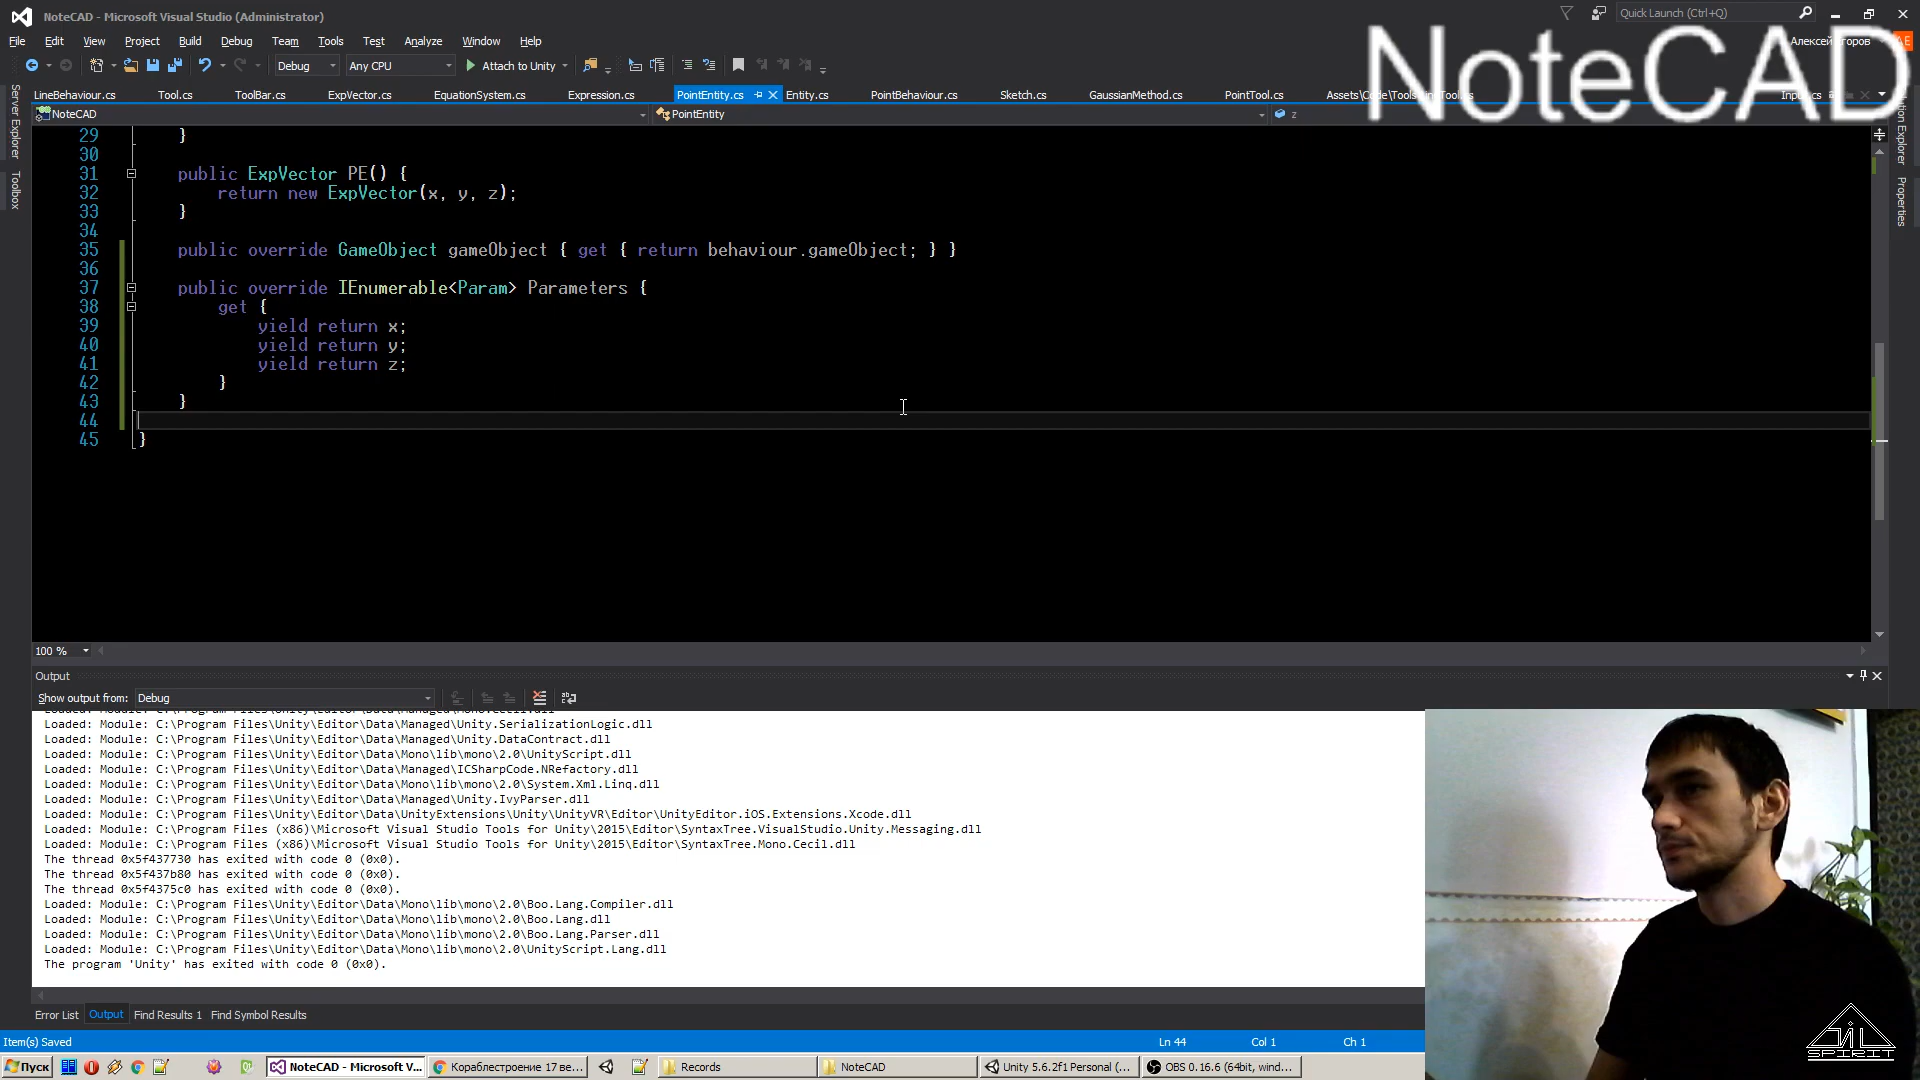 NoteCAD - Microsoft Visual Studio (Administrator)
Quick Launch (Ctrl+Q)
File Edit View Project Build Debug Team Tools Test Analyze Window Help
NoteCAD
Debug Any CPU Attach to Unity
LineBehaviour.cs Tool.cs ToolBar.cs ExpVector.cs EquationSystem.cs Expression.cs PointEntity.cs Entity.cs PointBehaviour.cs Sketch.cs GaussianMethod.cs PointTool.cs
NoteCAD PointEntity z
Server Explorer
Toolbox
Properties
29 }
30
31 public ExpVector PE() {
32 return new ExpVector(x, y, z);
33 }
34
35 public override GameObject gameObject { get { return behaviour.gameObject; } }
36
37 public override IEnumerable<Param> Parameters {
38 get {
39 yield return x;
40 yield return y;
41 yield return z;
42 }
43 }
44
45 }
100 %
Output
Show output from: Debug
Loaded: Module: C:\Program Files\Unity\Editor\Data\Managed\Unity.SerializationLogic.dll
Loaded: Module: C:\Program Files\Unity\Editor\Data\Managed\Unity.DataContract.dll
Loaded: Module: C:\Program Files\Unity\Editor\Data\Mono\lib\mono\2.0\UnityScript.dll
Loaded: Module: C:\Program Files\Unity\Editor\Data\Managed\ICSharpCode.NRefactory.dll
Loaded: Module: C:\Program Files\Unity\Editor\Data\Mono\lib\mono\2.0\System.Xml.Linq.dll
Loaded: Module: C:\Program Files\Unity\Editor\Data\Managed\Unity.IvyParser.dll
Loaded: Module: C:\Program Files\Unity\Editor\Data\UnityExtensions\Unity\UnityVR\Editor\UnityEditor.iOS.Extensions.Xcode.dll
Loaded: Module: C:\Program Files (x86)\Microsoft Visual Studio Tools for Unity\2015\Editor\SyntaxTree.VisualStudio.Unity.Messaging.dll
Loaded: Module: C:\Program Files (x86)\Microsoft Visual Studio Tools for Unity\2015\Editor\SyntaxTree.Mono.Cecil.dll
The thread 0x5f437730 has exited with code 0 (0x0).
The thread 0x5f437b80 has exited with code 0 (0x0).
The thread 0x5f4375c0 has exited with code 0 (0x0).
Loaded: Module: C:\Program Files\Unity\Editor\Data\Mono\lib\mono\2.0\Boo.Lang.Compiler.dll
Loaded: Module: C:\Program Files\Unity\Editor\Data\Mono\lib\mono\2.0\Boo.Lang.dll
Loaded: Module: C:\Program Files\Unity\Editor\Data\Mono\lib\mono\2.0\Boo.Lang.Parser.dll
Loaded: Module: C:\Program Files\Unity\Editor\Data\Mono\lib\mono\2.0\UnityScript.Lang.dll
The program 'Unity' has exited with code 0 (0x0).
Error List Output Find Results 1 Find Symbol Results
Item(s) Saved Ln 44 Col 1 Ch 1
SPIRIT
Пуск NoteCAD - Microsoft V... Кораблестроение 17 ве... Records NoteCAD Unity 5.6.2f1 Personal (... OBS 0.16.6 (64bit, wind...